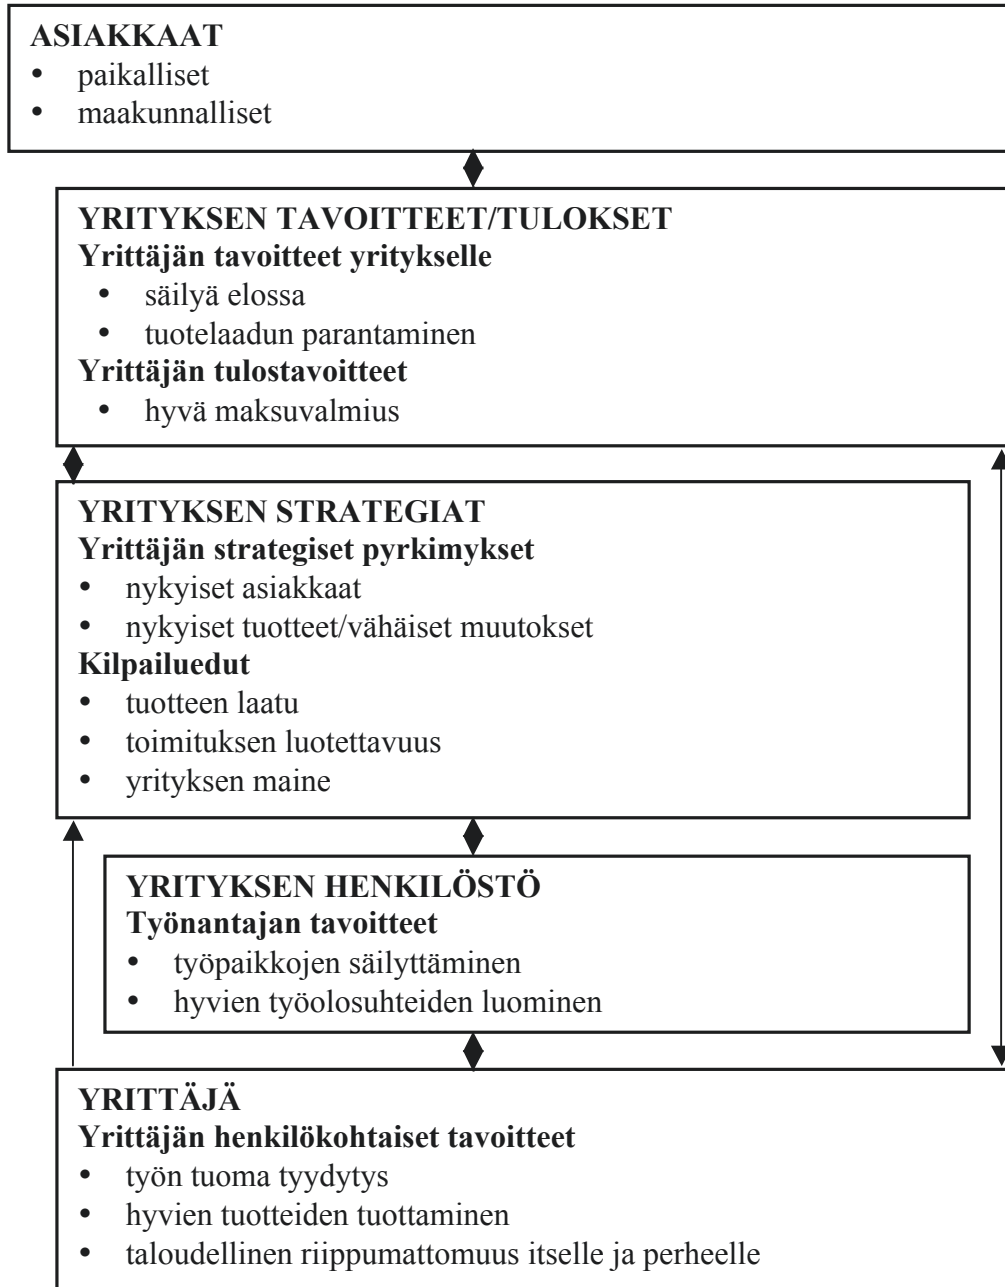 ASIAKKAAT
• paikalliset
• maakunnalliset
YRITYKSEN TAVOITTEET/TULOKSET
Yrittäjän tavoitteet yritykselle
• säilyä elossa
• tuotelaadun parantaminen
Yrittäjän tulostavoitteet
• hyvä maksuvalmius
YRITYKSEN STRATEGIAT
Yrittäjän strategiset pyrkimykset
• nykyiset asiakkaat
• nykyiset tuotteet/vähäiset muutokset
Kilpailuedut
• tuotteen laatu
• toimituksen luotettavuus
• yrityksen maine
YRITYKSEN HENKILÖSTÖ
Työnantajan tavoitteet
• työpaikkojen säilyttäminen
• hyvien työolosuhteiden luominen
YRITTÄJÄ
Yrittäjän henkilökohtaiset tavoitteet
• työn tuoma tyydytys
• hyvien tuotteiden tuottaminen
• taloudellinen riippumattomuus itselle ja perheelle